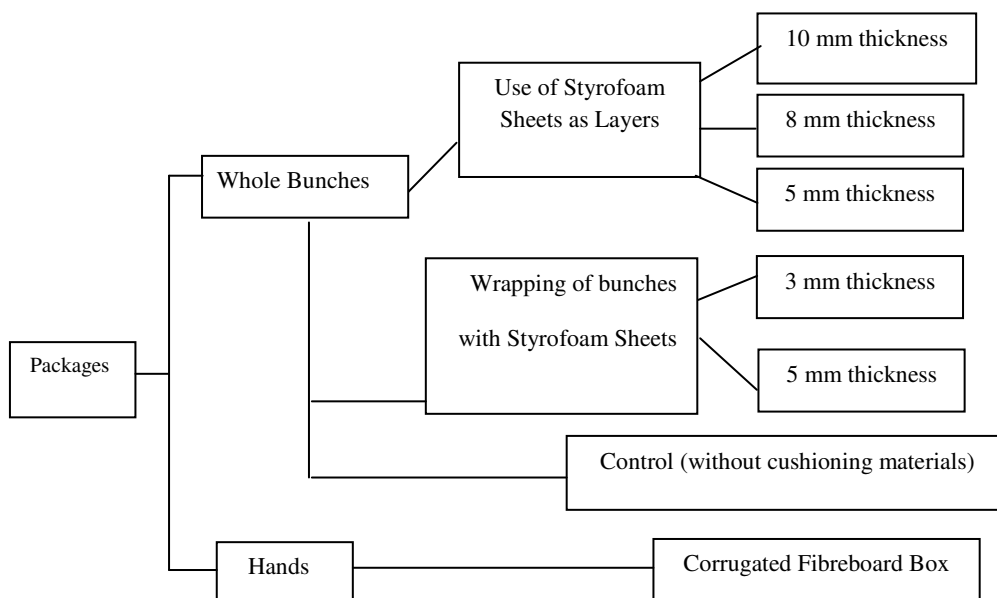 10 mm thickness
Use of Styrofoam
Sheets as Layers
8 mm thickness
Whole Bunches
5 mm thickness
Wrapping of bunches
3 mm thickness
with Styrofoam Sheets
Packages
5 mm thickness
Control (without cushioning materials)
Hands
Corrugated Fibreboard Box